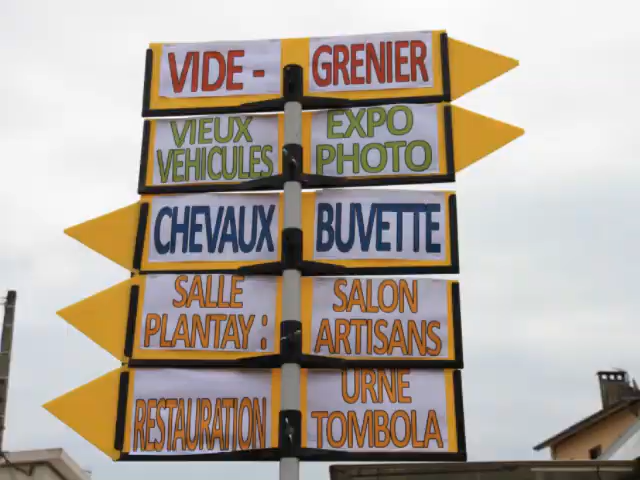 VIDE - GRENIER
VIEUX VEHICULES
EXPO PHOTO
CHEVAUX BUVETTE
SALLE PLANTAY :
SALON ARTISANS
RESTAURATION
URNE TOMBOLA